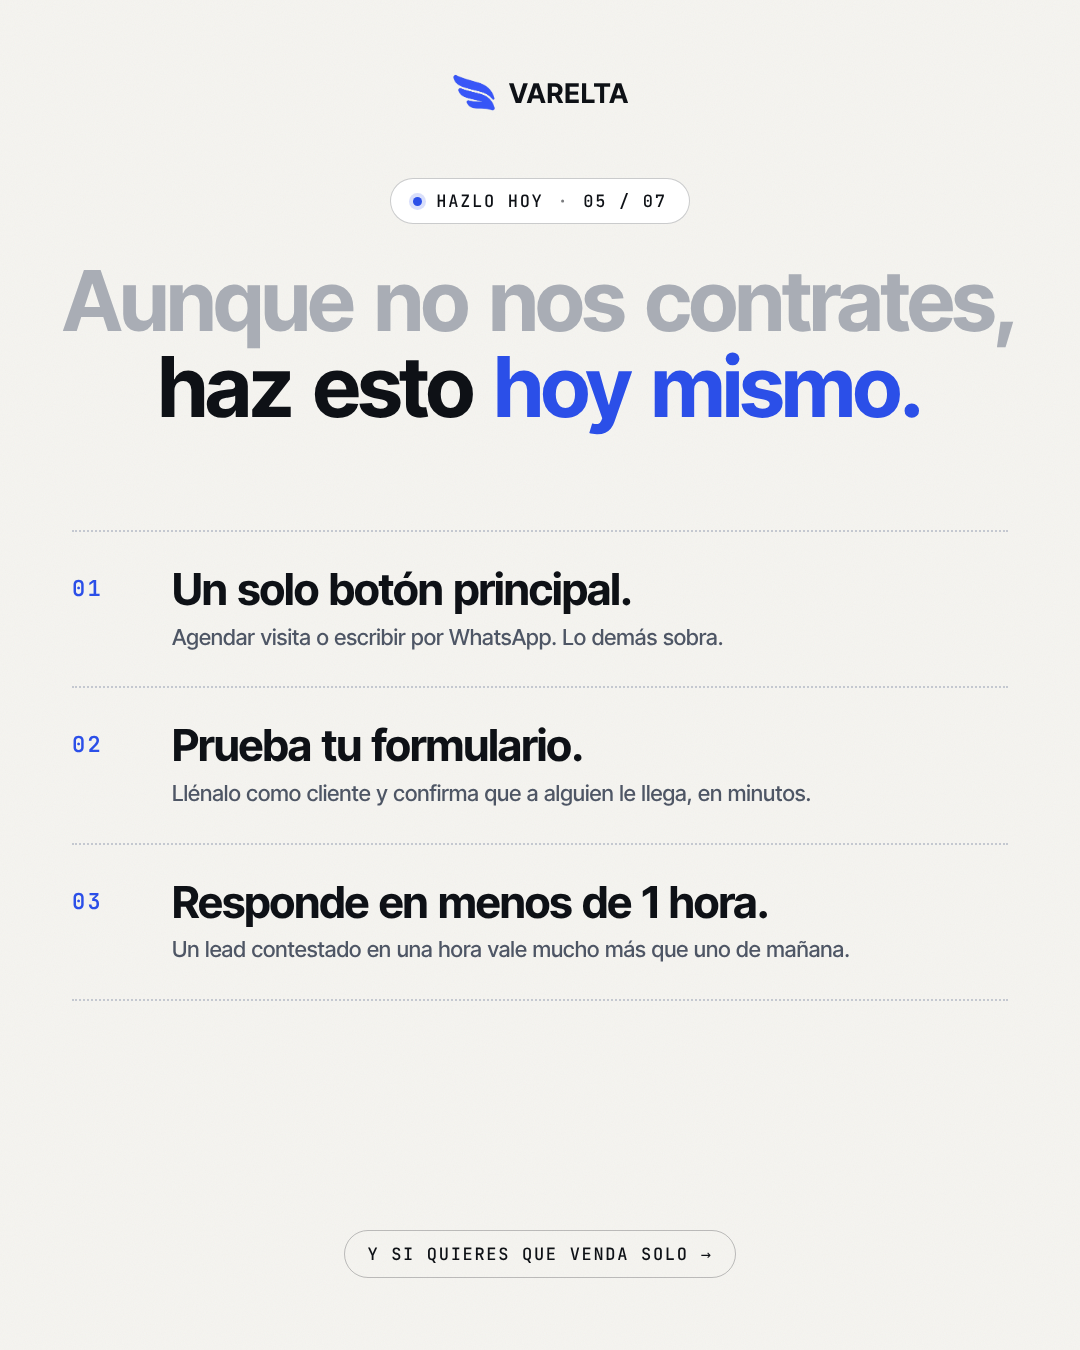 VARELTA
HAZLO HOY · 05 / 07
Aunque no nos contrates,
haz esto hoy mismo.
01
Un solo botón principal.
Agendar visita o escribir por WhatsApp. Lo demás sobra.
02
Prueba tu formulario.
Llénalo como cliente y confirma que a alguien le llega, en minutos.
03
Responde en menos de 1 hora.
Un lead contestado en una hora vale mucho más que uno de mañana.
Y SI QUIERES QUE VENDA SOLO →